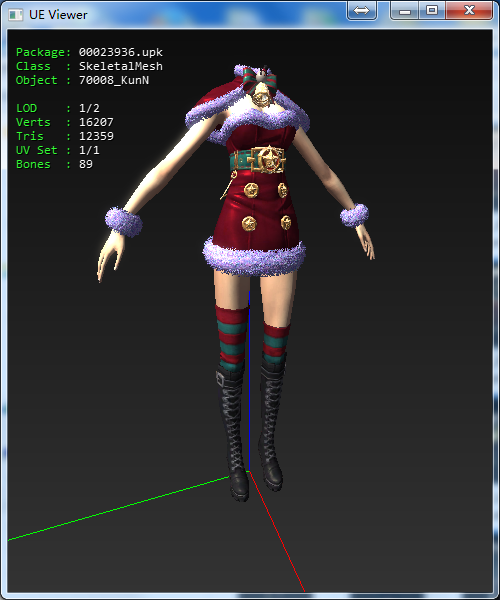 UE Viewer
Package: 00023936.upk
Class : SkeletalMesh
Object : 70008_KunN
LOD : 1/2
Verts : 16207
Tris : 12359
UV Set : 1/1
Bones : 89